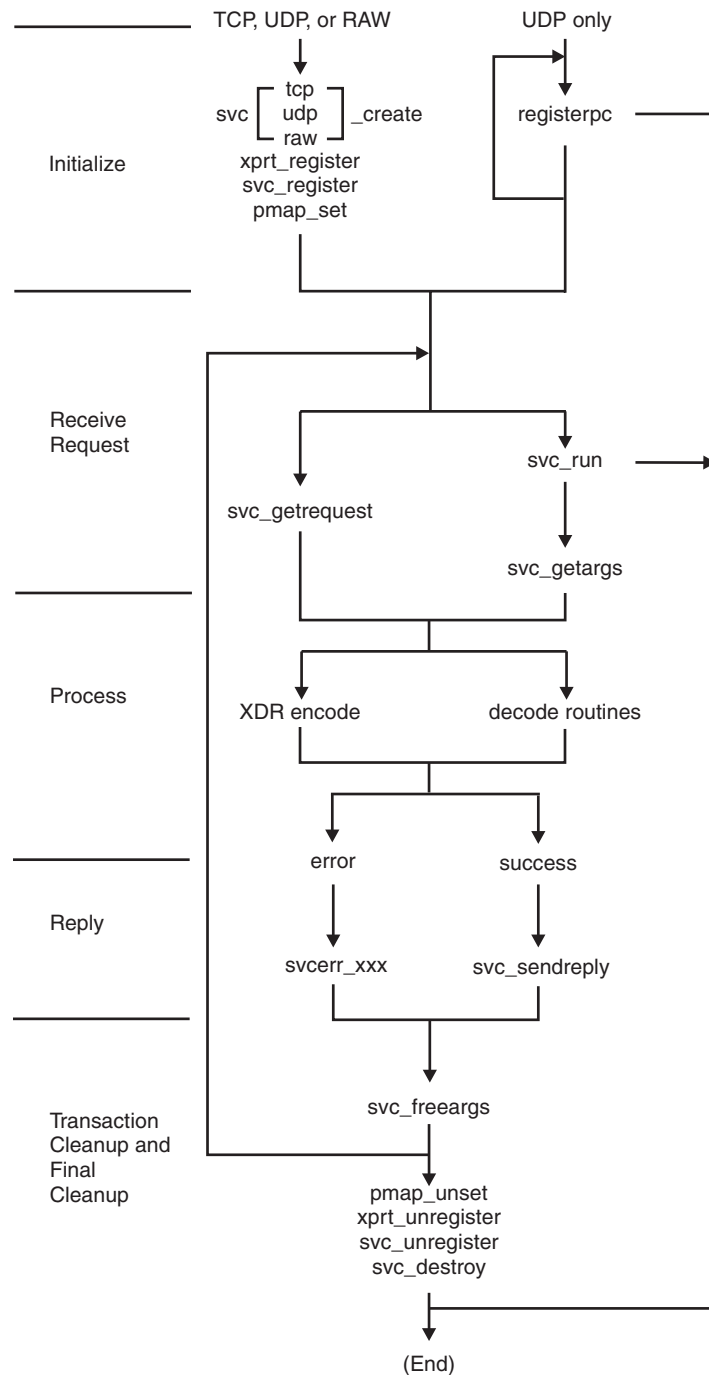 TCP, UDP, or RAW
UDP only
Initialize
tcp
svc udp _create
raw
registerpc
xprt_register
svc_register
pmap_set
Receive
Request
svc_run
svc_getrequest
svc_getargs
Process
XDR encode
decode routines
error
success
Reply
svcerr_xxx
svc_sendreply
Transaction
Cleanup and
Final
Cleanup
svc_freeargs
pmap_unset
xprt_unregister
svc_unregister
svc_destroy
(End)